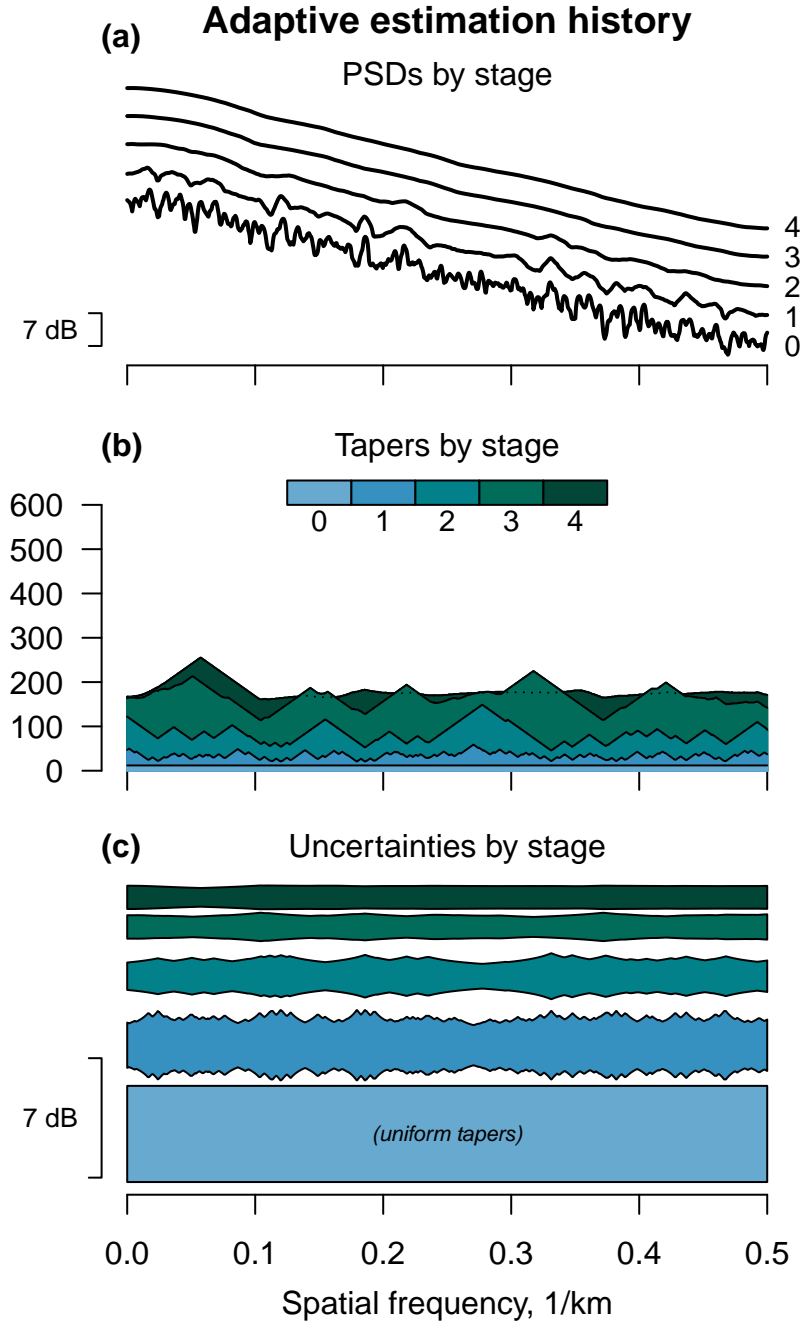 Adaptive estimation history
(a)
PSDs by stage
4
3
2
1
0
7 dB
(b)
Tapers by stage
0 1 2 3 4
600
500
400
300
200
100
0
(c)
Uncertainties by stage
7 dB
(uniform tapers)
0.0 0.1 0.2 0.3 0.4 0.5
Spatial frequency, 1/km